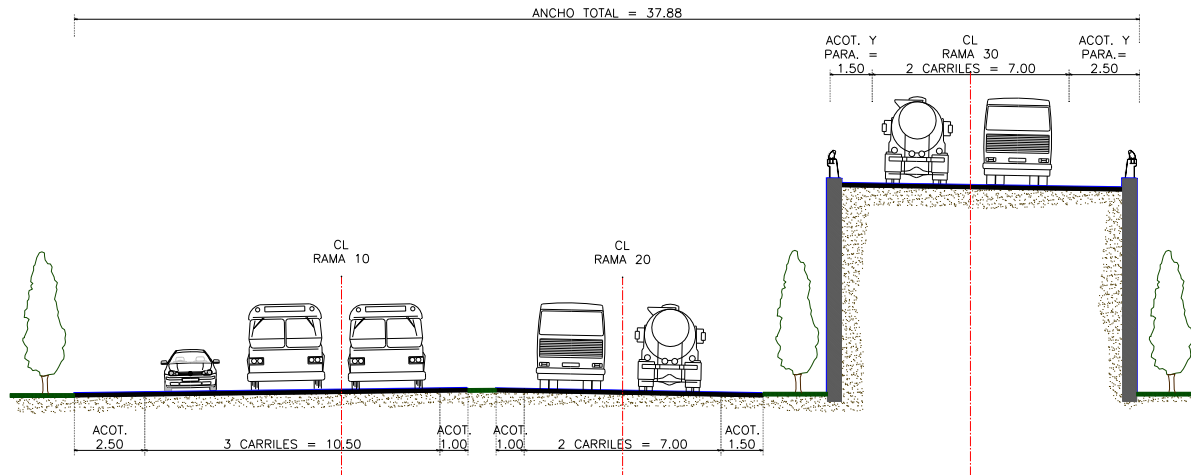 ANCHO TOTAL = 37.88
ACOT. Y
PARA. =
1.50
CL
RAMA 30
2 CARRILES = 7.00
ACOT. Y
PARA.=
2.50
CL
RAMA 10
CL
RAMA 20
ACOT.
2.50
3 CARRILES = 10.50
ACOT.
1.00
ACOT.
1.00
2 CARRILES = 7.00
ACOT.
1.50